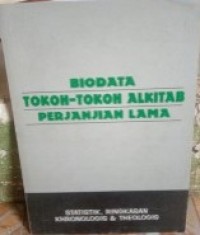 BIODATA
TOKOH-TOKOH ALKITAB
PERJANJIAN LAMA
STATISTIK, RINGKASAN
KRONOLOGIS & THEOLOGIS